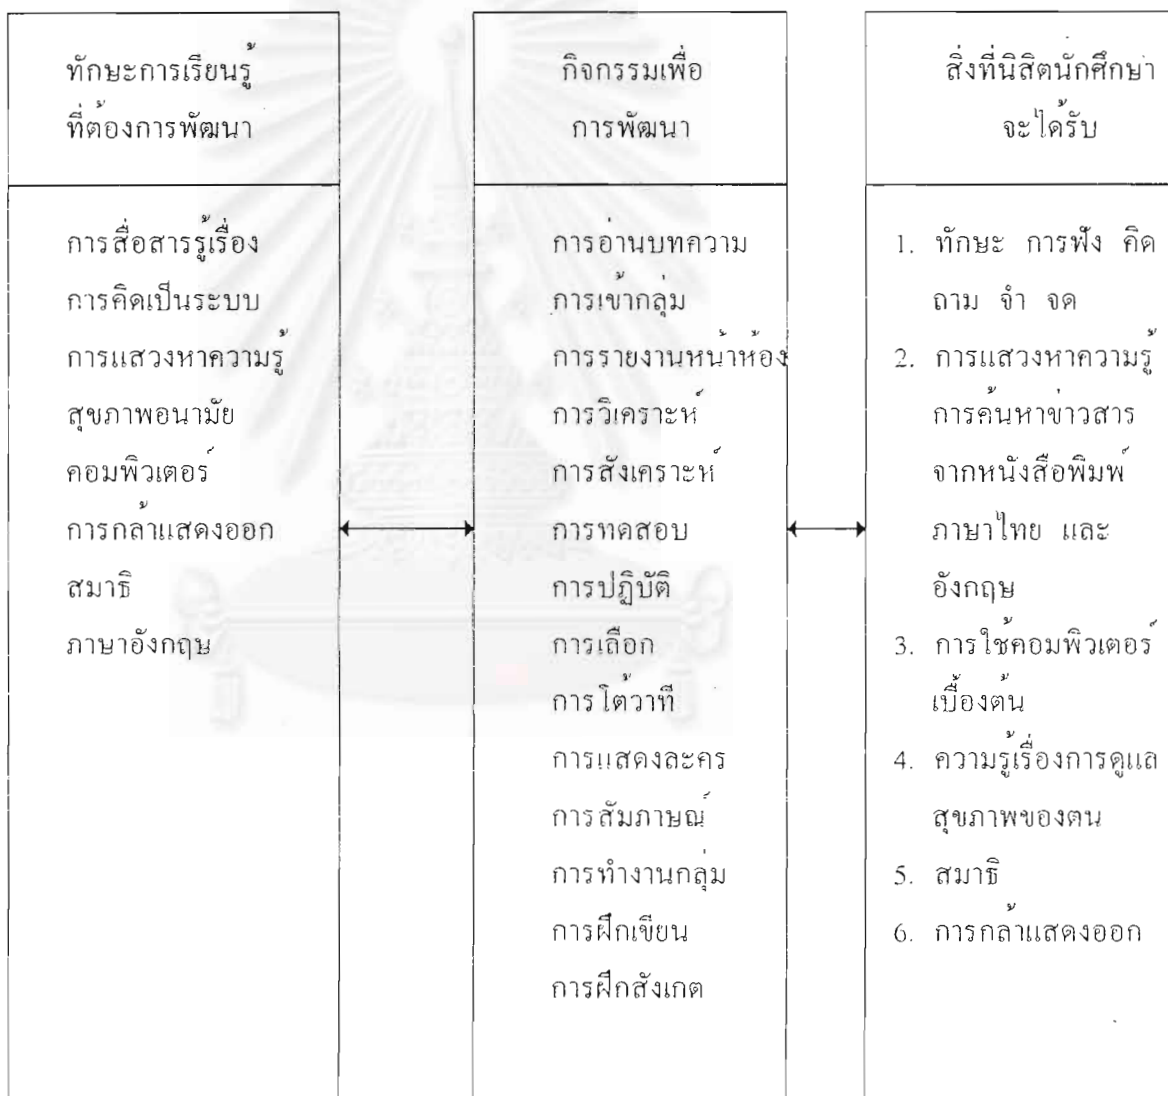 ทักษะการเรียนรู้
ที่ต้องการพัฒนา
การสื่อสารรู้เรื่อง
การคิดเป็นระบบ
การแสวงหาความรู้
สุขภาพอนามัย
คอมพิวเตอร์
การกล้าแสดงออก
สมาธิ
ภาษาอังกฤษ
กิจกรรมเพื่อ
การพัฒนา
การอ่านบทความ
การเข้ากลุ่ม
การรายงานหน้าห้อง
การวิเคราะห์
การสังเคราะห์
การทดสอบ
การปฏิบัติ
การเลือก
การโต้วาที
การแสดงละคร
การสัมภาษณ์
การทำงานกลุ่ม
การฝึกเขียน
การฝึกสังเกต
สิ่งที่นิสิตนักศึกษา
จะได้รับ
1. ทักษะ การฟัง คิด
ถาม จำ จด
2. การแสวงหาความรู้
การค้นหาข่าวสาร
จากหนังสือพิมพ์
ภาษาไทย และ
อังกฤษ
3. การใช้คอมพิวเตอร์
เบื้องต้น
4. ความรู้เรื่องการดูแล
สุขภาพของตน
5. สมาธิ
6. การกล้าแสดงออก